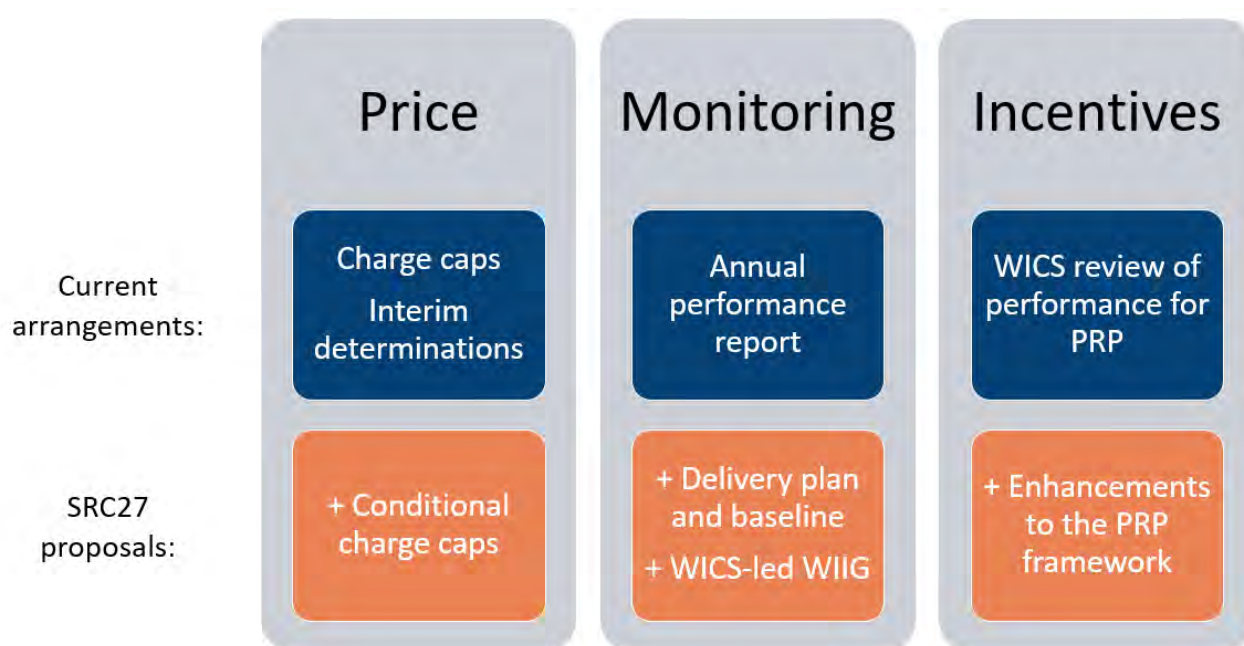 Price
Monitoring
Incentives
Current
arrangements:
Charge caps
Interim
determinations
Annual
performance
report
WICS review of
performance for
PRP
SRC27
proposals:
+ Conditional
charge caps
+ Delivery plan
and baseline
+ WICS-led WIIG
+ Enhancements
to the PRP
framework